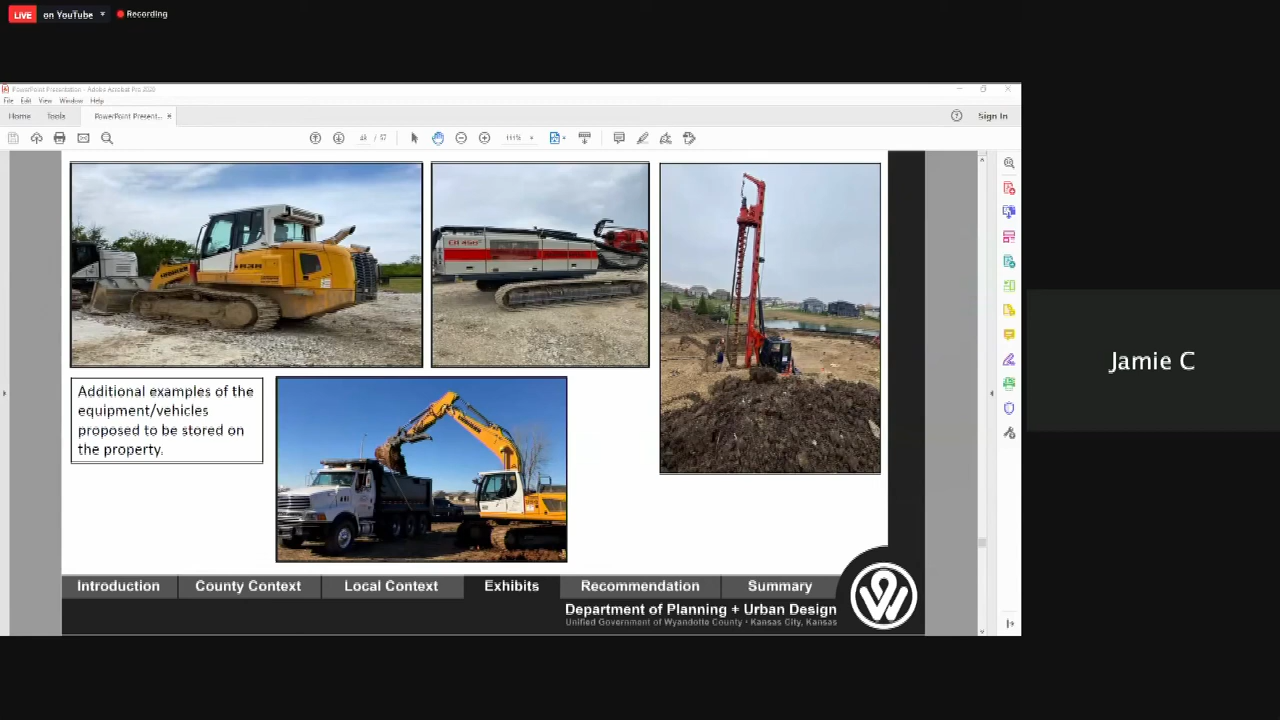 LIVE on YouTube Recording
PowerPoint Presentation - Adobe Acrobat Pro 2020
File Edit View Window Help
Home Tools PowerPoint Present... × Sign In
/ 57 111%
Additional examples of the
equipment/vehicles
proposed to be stored on
the property.
Jamie C
Introduction County Context Local Context Exhibits Recommendation Summary
Department of Planning + Urban Design
Unified Government of Wyandotte County • Kansas City, Kansas